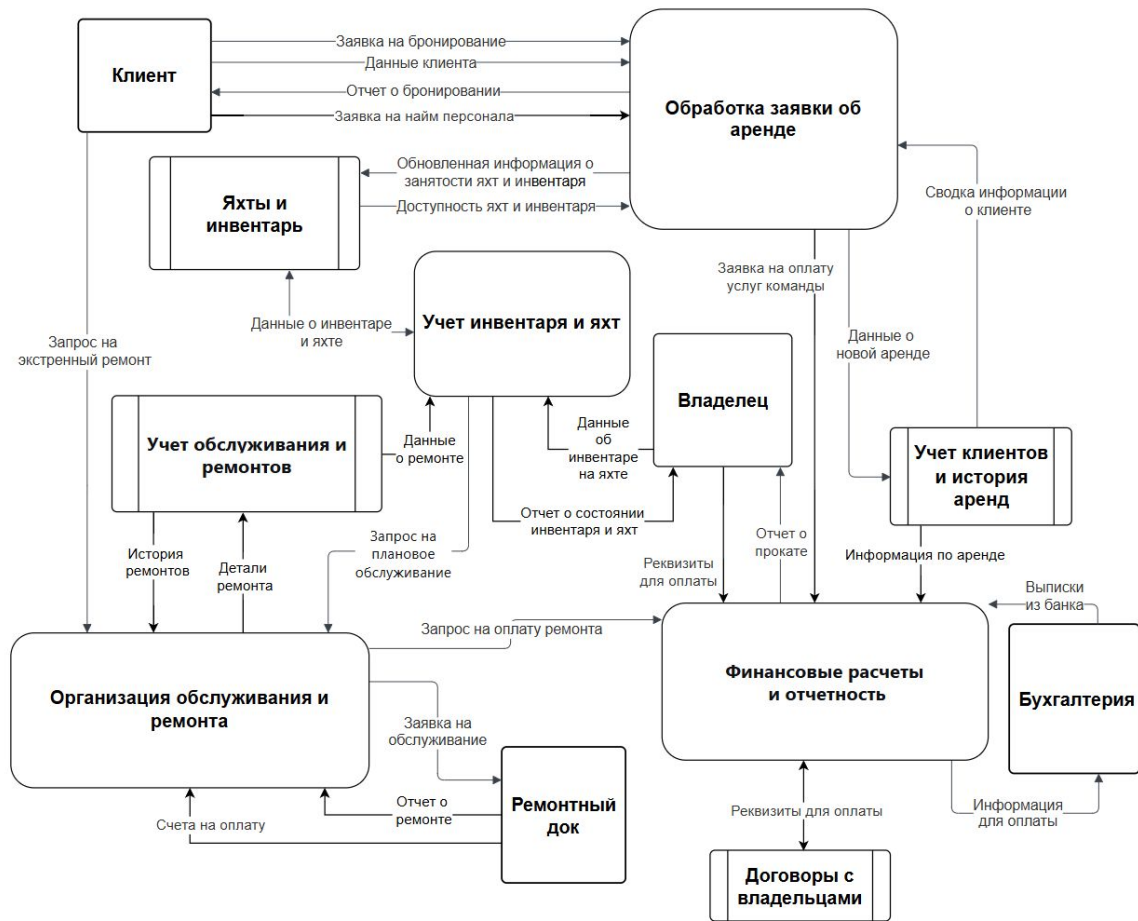 Заявка на бронирование
Клиент
Данные клиента
Отчет о бронировании
Заявка на найм персонала
Обработка заявки об
аренде
Обновленная информация о
занятости яхт и инвентаря
Яхты и
инвентарь
Доступность яхт и инвентаря
Сводка информации
о клиенте
Заявка на оплату
услуг команды
Учет инвентаря и яхт
Данные о инвентаре
и яхте
Запрос на
экстренный ремонт
Данные о
новой аренде
Владелец
Учет обслуживания и
ремонтов
Данные
о ремонте
Данные
об
инвентаре
на яхте
Учет клиентов
и история
аренд
Отчет о состоянии
инвентаря и яхт
История
ремонтов
Детали
ремонта
Запрос на
плановое
обслуживание
Отчет о
прокате
Реквизиты
для оплаты
Информация по аренде
Выписки
из банка
Запрос на оплату ремонта
Финансовые расчеты
и отчетность
Бухгалтерия
Организация обслуживания и
ремонта
Заявка на
обслуживание
Отчет о
ремонте
Счета на оплату
Ремонтный
док
Реквизиты для оплаты
Информация
для оплаты
Договоры с
владельцами